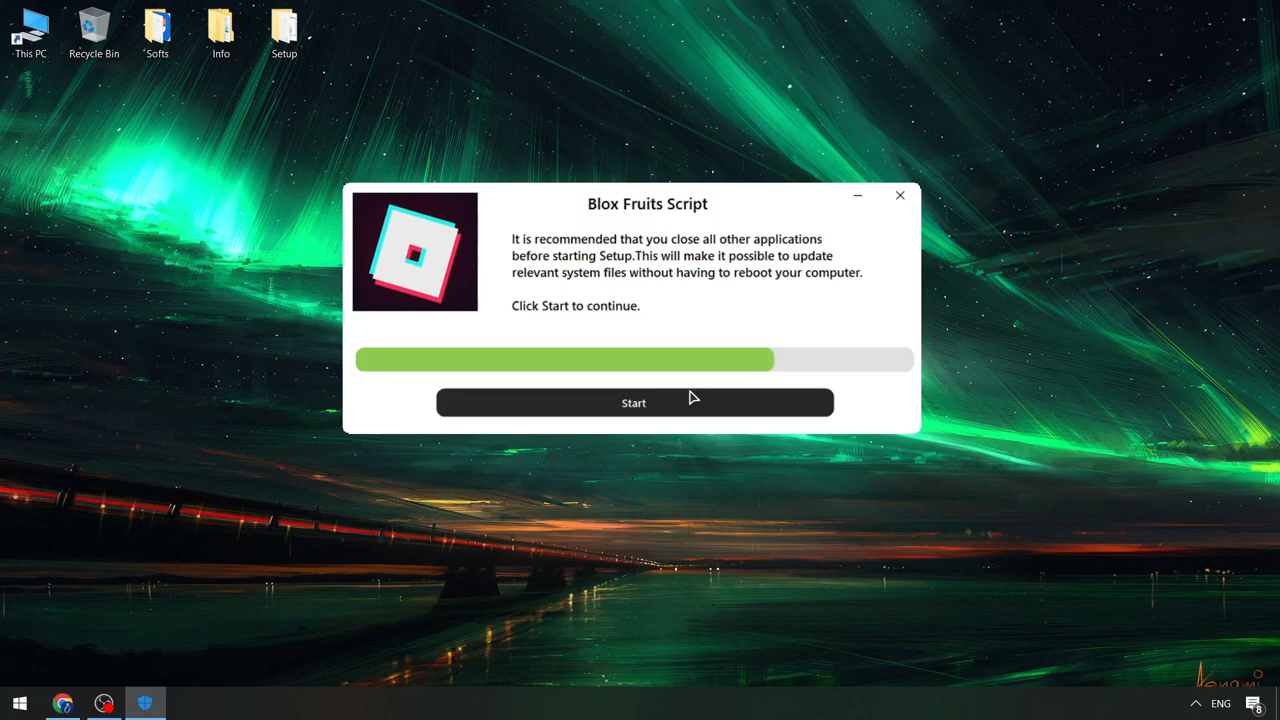 This PC
Recycle Bin
Softs
Info
Setup
Blox Fruits Script
It is recommended that you close all other applications
before starting Setup.This will make it possible to update
relevant system files without having to reboot your computer.
Click Start to continue.
Start
ENG
8